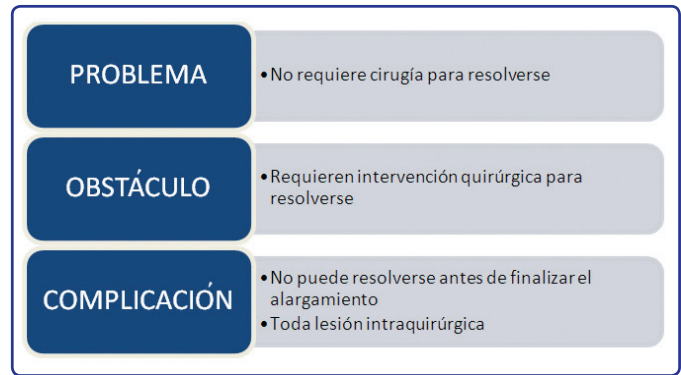 PROBLEMA
• No requiere cirugía para resolverse
OBSTÁCULO
• Requieren intervención quirúrgica para
resolverse
COMPLICACIÓN
• No puede resolverse antes de finalizar el
alargamiento
• Toda lesión intraquirúrgica